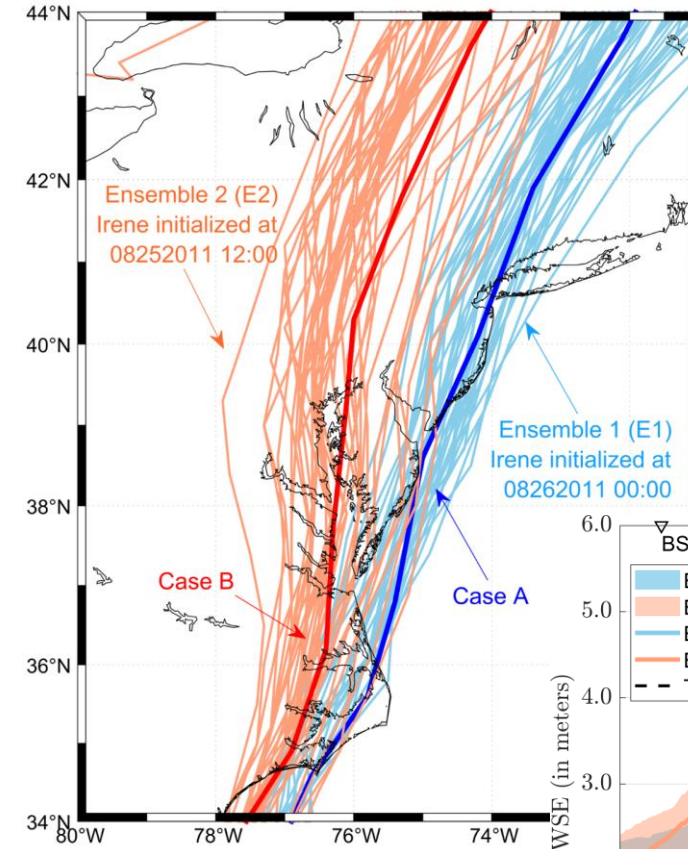 44°N
42°N
Ensemble 2 (E2)
Irene initialized at
08252011 12:00
40°N
Ensemble 1 (E1)
Irene initialized at
08262011 00:00
38°N
Case B
Case A
36°N
34°N
80°W
78°W
76°W
74°W
6.0
BS
5.0
4.0
3.0
WSE (in meters)